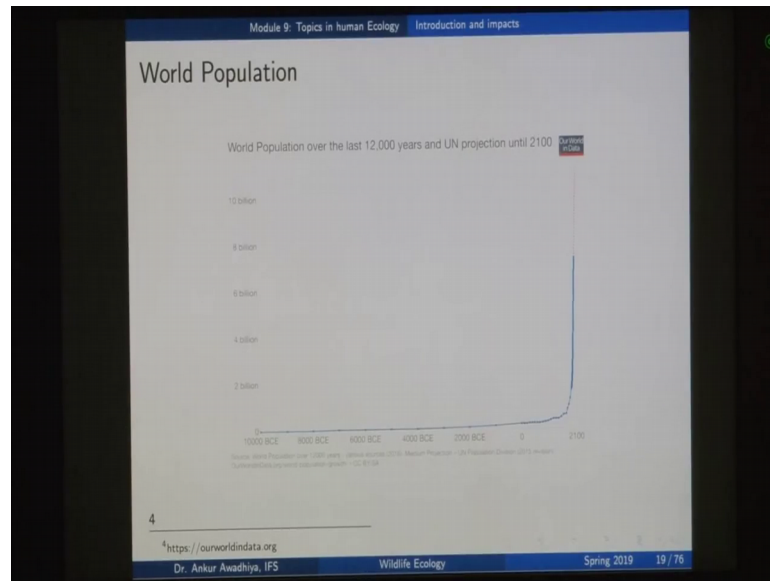 Module 9: Topics in human Ecology Introduction and impacts
World Population
World Population over the last 12,000 years and UN projection until 2100
Our World
in Data
10 billion
8 billion
6 billion
4 billion
2 billion
0
10000 BCE 8000 BCE 6000 BCE 4000 BCE 2000 BCE 0 2100
4
4https://ourworldindata.org
Dr. Ankur Awadhiya, IFS Wildlife Ecology Spring 2019 19 / 76